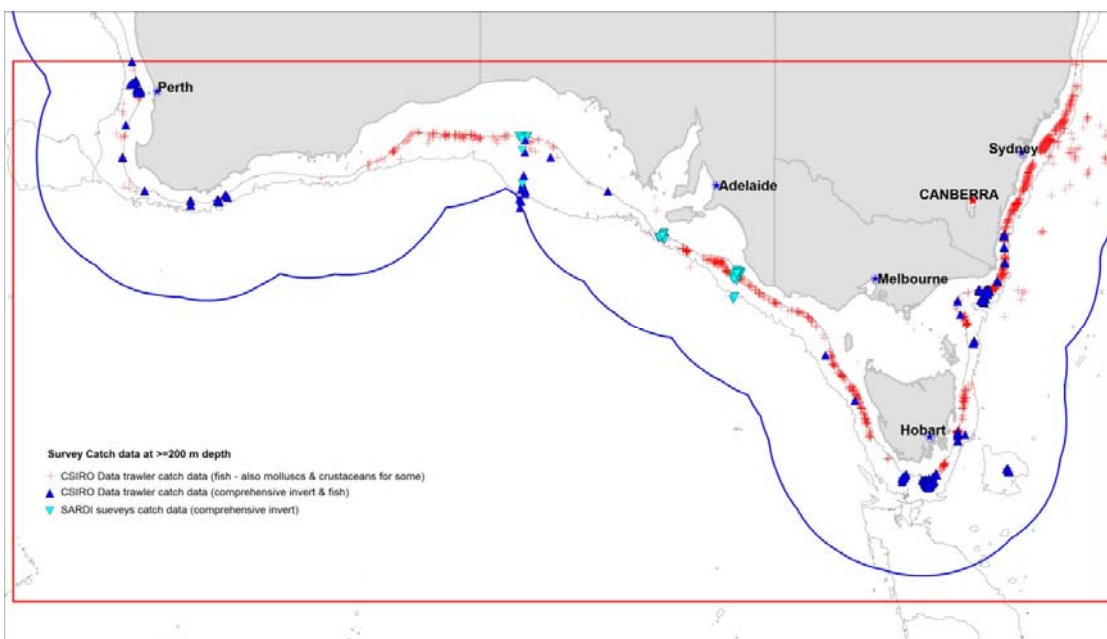 Perth
Sydney
Adelaide
CANBERRA
Melbourne
Hobart
Survey Catch data at >=200 m depth
CSIRO Data trawler catch data (fish - also molluscs & crustaceans for some)
CSIRO Data trawler catch data (comprehensive invert & fish)
SARDI sueveys catch data (comprehensive invert)